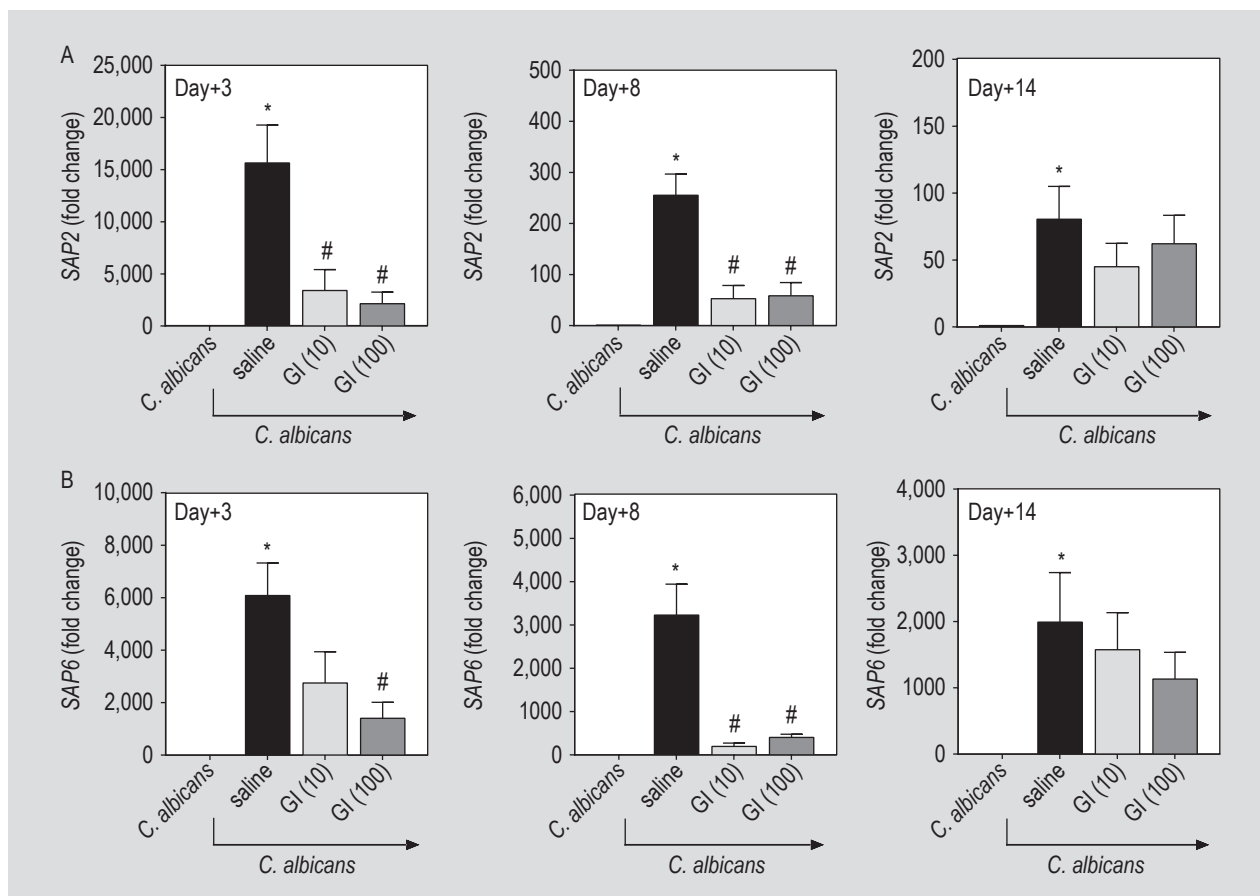 A
SAP2 (fold change)
25,000
20,000
15,000
10,000
5,000
0
Day+3
*
#
#
C. albicans
saline
GI (10)
GI (100)
C. albicans
SAP2 (fold change)
500
400
300
200
100
0
Day+8
*
#
#
C. albicans
saline
GI (10)
GI (100)
C. albicans
SAP2 (fold change)
200
150
100
50
0
Day+14
*
C. albicans
saline
GI (10)
GI (100)
C. albicans
B
SAP6 (fold change)
10,000
8,000
6,000
4,000
2,000
0
Day+3
*
#
C. albicans
saline
GI (10)
GI (100)
C. albicans
SAP6 (fold change)
6,000
5,000
4,000
3,000
2,000
1000
0
Day+8
*
#
#
C. albicans
saline
GI (10)
GI (100)
C. albicans
SAP6 (fold change)
4,000
3,000
2,000
1000
0
Day+14
*
C. albicans
saline
GI (10)
GI (100)
C. albicans